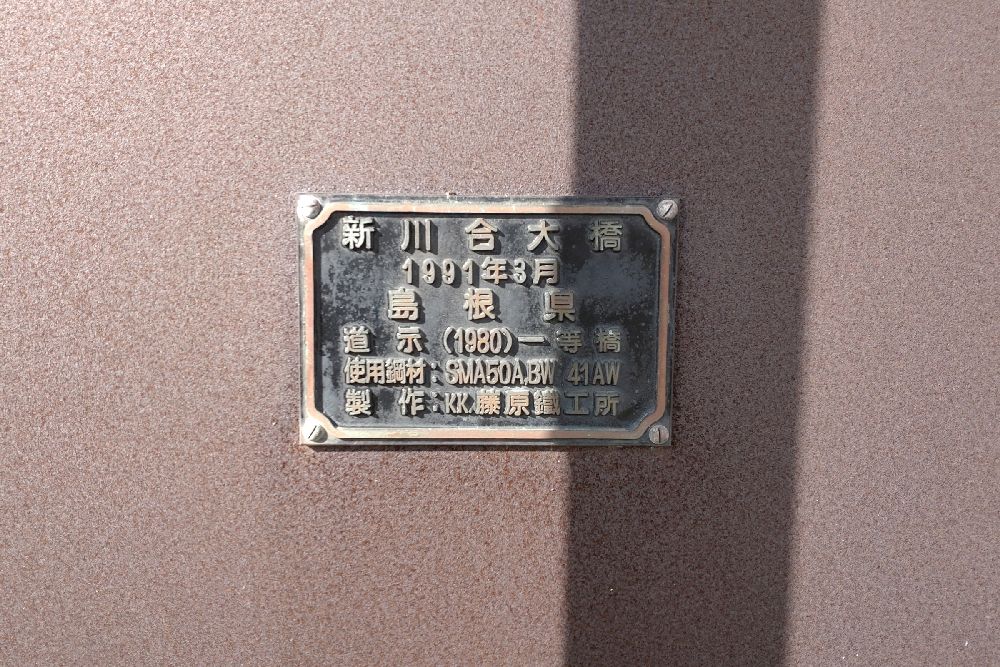 新川合大橋
1991年3月
島根県
道示(1980)一等橋
使用鋼材:SMA50A,BW 41AW
製作:KK.藤原鐵工所